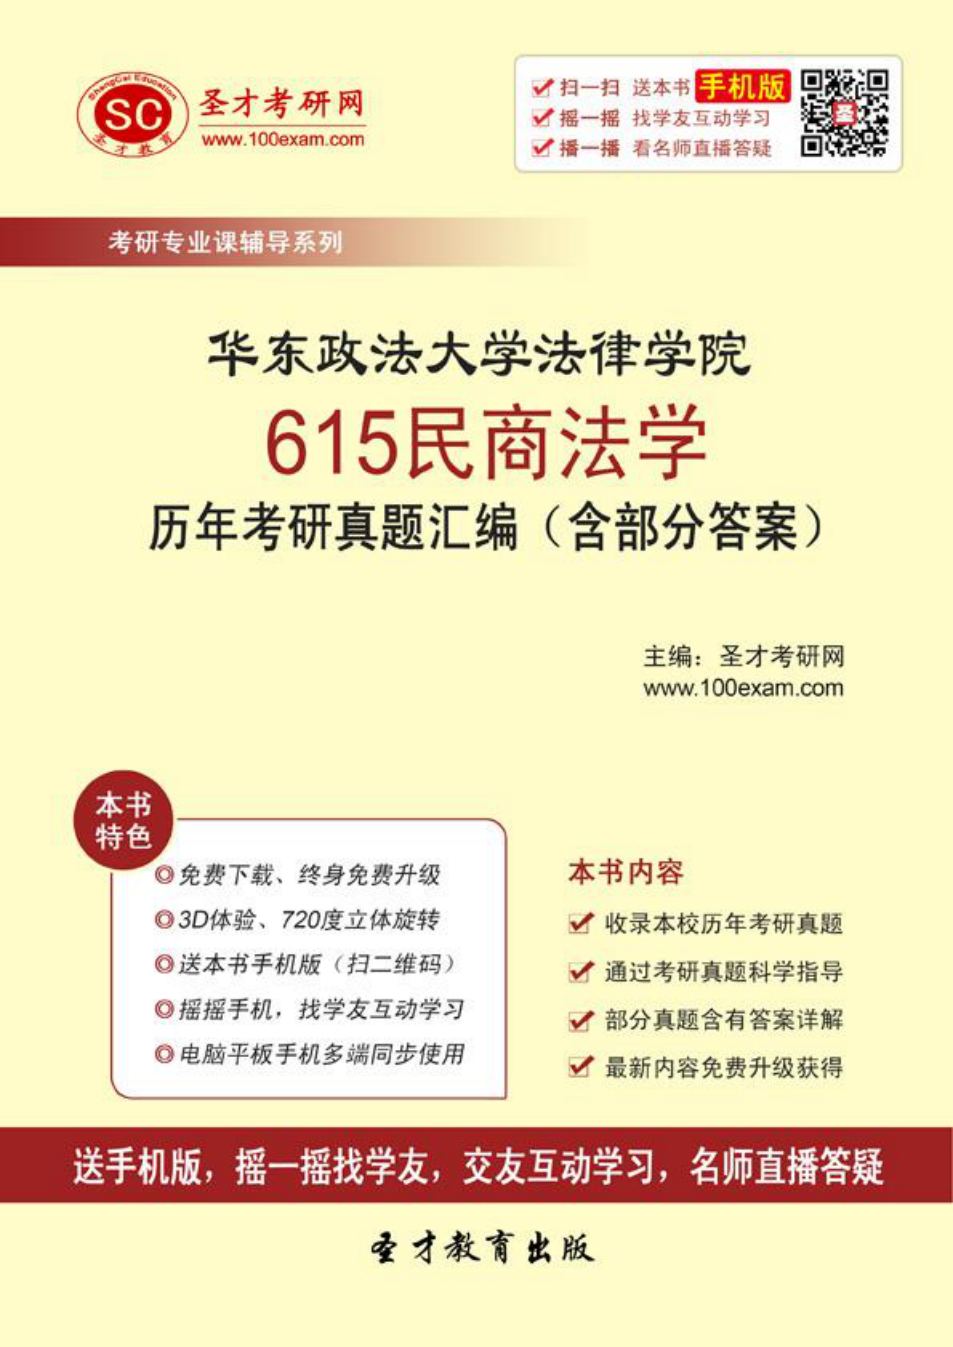 ShengCai Education
SC
圣才教育
圣才考研网
www.100exam.com
扫一扫 送本书 手机版
摇一摇 找学友互动学习
播一播 看名师直播答疑
圣
考研专业课辅导系列
华东政法大学法律学院
615民商法学
历年考研真题汇编（含部分答案）
主编：圣才考研网
www.100exam.com
本书
特色
◎免费下载、终身免费升级
◎3D体验、720度立体旋转
◎送本书手机版（扫二维码）
◎摇摇手机，找学友互动学习
◎电脑平板手机多端同步使用
本书内容
收录本校历年考研真题
通过考研真题科学指导
部分真题含有答案详解
最新内容免费升级获得
送手机版，摇一摇找学友，交友互动学习，名师直播答疑
圣才教育出版